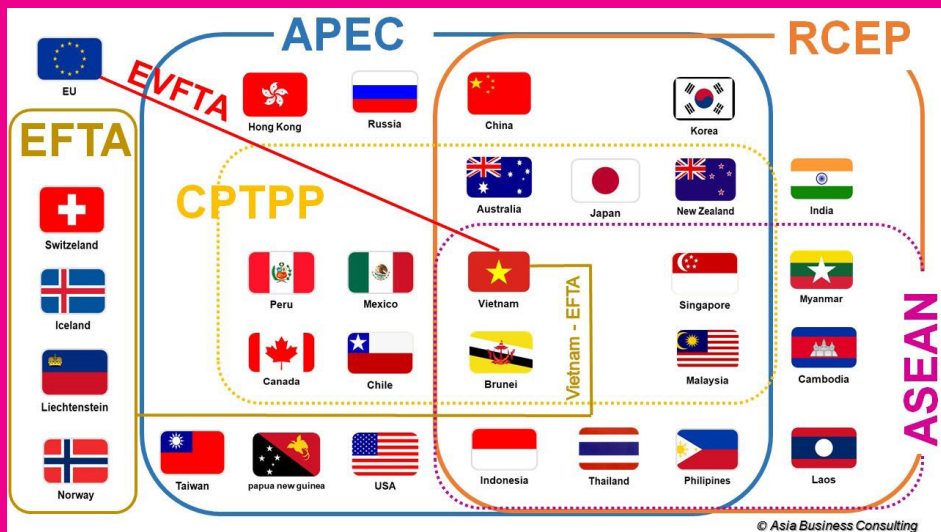 APEC
RCEP
EU
EVFTA
Hong Kong
Russia
China
Korea
EFTA
CPTPP
Switzeland
Australia
Japan
New Zealand
India
Iceland
Peru
Mexico
Vietnam
Singapore
Myanmar
Vietnam - EFTA
ASEAN
Liechtenstein
Canada
Chile
Brunei
Malaysia
Cambodia
Norway
Taiwan
papua new guinea
USA
Indonesia
Thailand
Philipines
Laos
© Asia Business Consulting